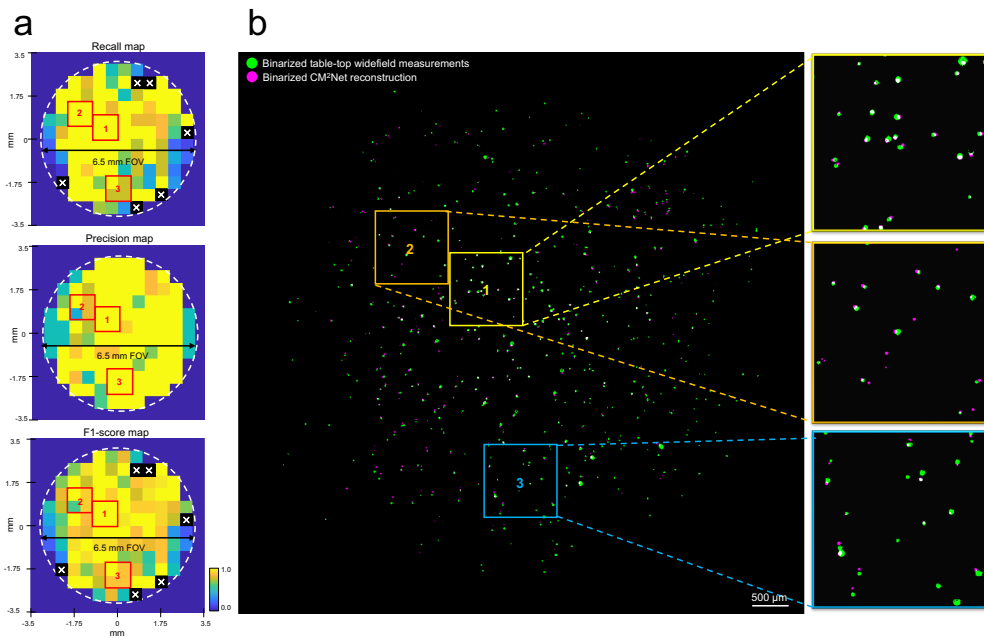 a
b
Recall map
3.5
1.75
0
-1.75
-3.5
mm
2
1
6.5 mm FOV
3
Precision map
3.5
1.75
0
-1.75
-3.5
mm
2
1
6.5 mm FOV
3
F1-score map
3.5
1.75
0
-1.75
-3.5
mm
2
1
6.5 mm FOV
3
1.0
0.0
-3.5 -1.75 0 1.75 3.5
mm
Binarized table-top widefield measurements
Binarized CM²Net reconstruction
2
1
3
500 µm